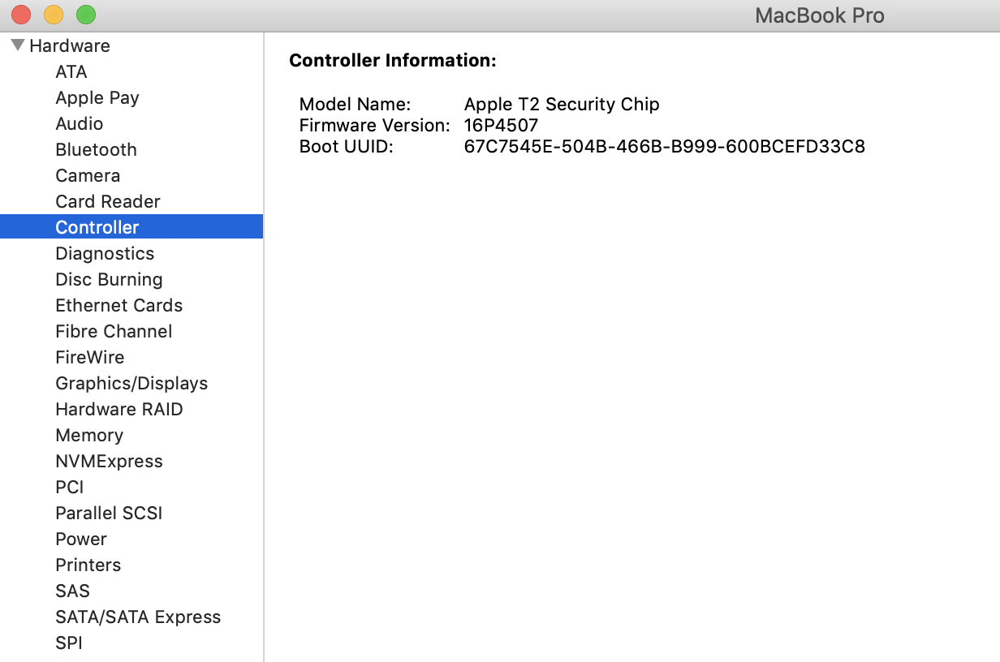 MacBook Pro
Hardware
ATA
Apple Pay
Audio
Bluetooth
Camera
Card Reader
Controller
Diagnostics
Disc Burning
Ethernet Cards
Fibre Channel
FireWire
Graphics/Displays
Hardware RAID
Memory
NVMExpress
PCI
Parallel SCSI
Power
Printers
SAS
SATA/SATA Express
SPI
Controller Information:
Model Name: Apple T2 Security Chip
Firmware Version: 16P4507
Boot UUID: 67C7545E-504B-466B-B999-600BCEFD33C8